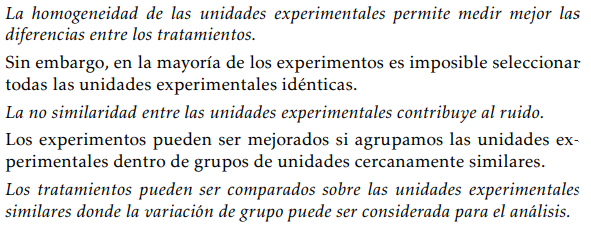 La homogeneidad de las unidades experimentales permite medir mejor las
diferencias entre los tratamientos.
Sin embargo, en la mayoría de los experimentos es imposible seleccionar
todas las unidades experimentales idénticas.
La no similaridad entre las unidades experimentales contribuye al ruido.
Los experimentos pueden ser mejorados si agrupamos las unidades ex-
perimentales dentro de grupos de unidades cercanamente similares.
Los tratamientos pueden ser comparados sobre las unidades experimentales
similares donde la variación de grupo puede ser considerada para el análisis.